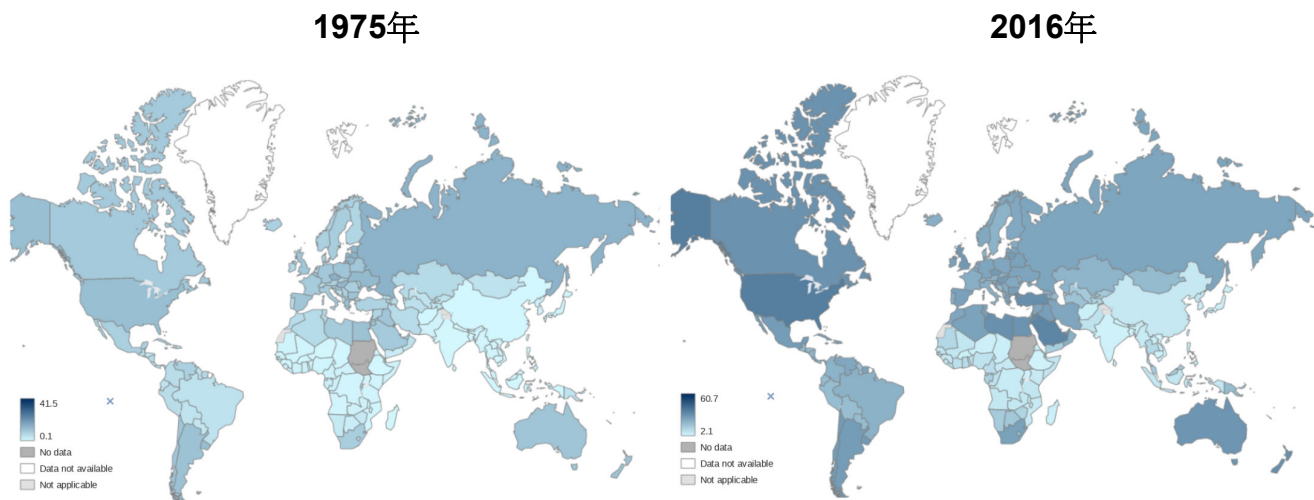 1975年
2016年
41.5
0.1
No data
Data not available
Not applicable
60.7
2.1
No data
Data not available
Not applicable